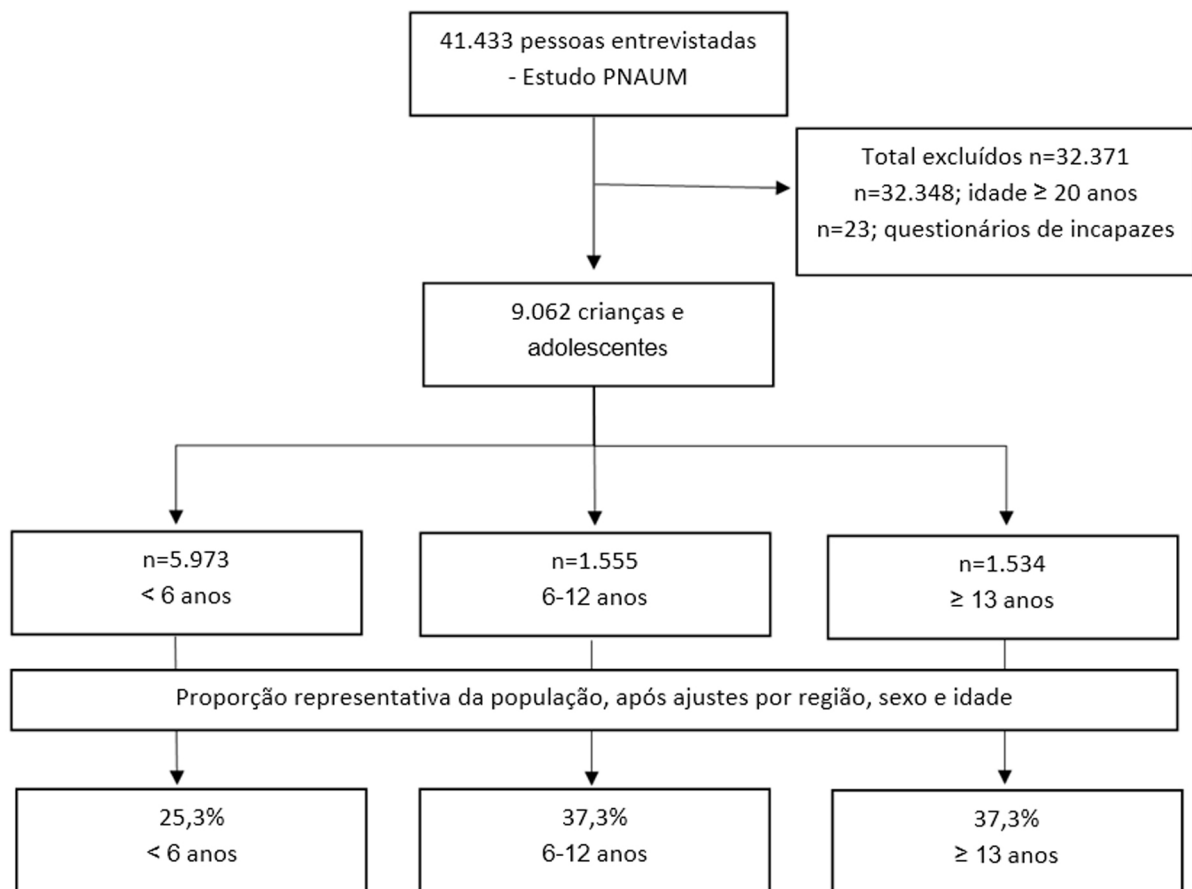 41.433 pessoas entrevistadas
- Estudo PNAUM
Total excluídos n=32.371
n=32.348; idade ≥ 20 anos
n=23; questionários de incapazes
9.062 crianças e
adolescentes
n=5.973
< 6 anos
n=1.555
6-12 anos
n=1.534
≥ 13 anos
Proporção representativa da população, após ajustes por região, sexo e idade
25,3%
< 6 anos
37,3%
6-12 anos
37,3%
≥ 13 anos